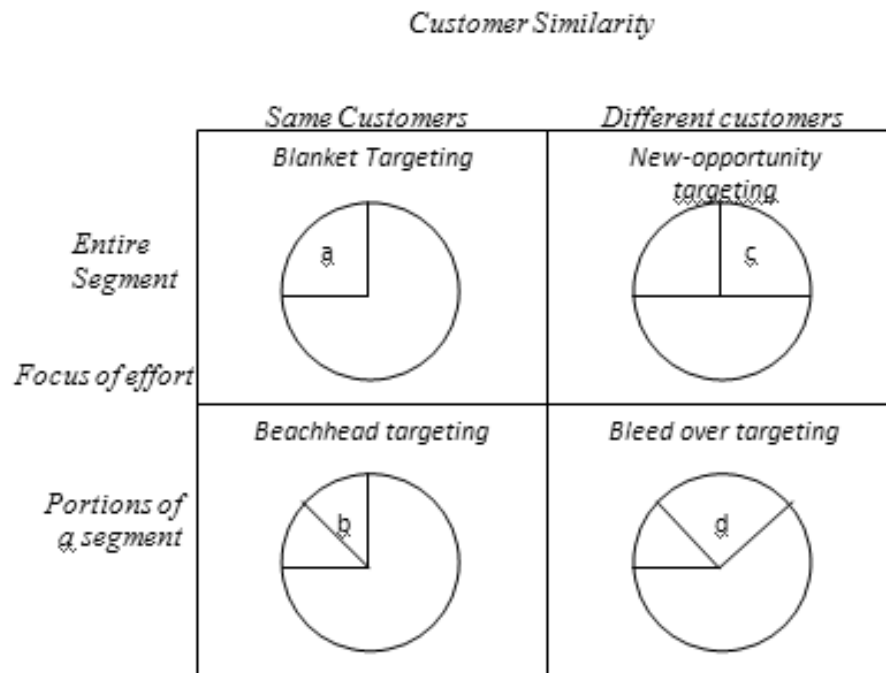 Customer Similarity
Same Customers
Different customers
Blanket Targeting
New-opportunity
targeting
a
c
Entire
Segment
Focus of effort
Beachhead targeting
Bleed over targeting
b
d
Portions of
a segment